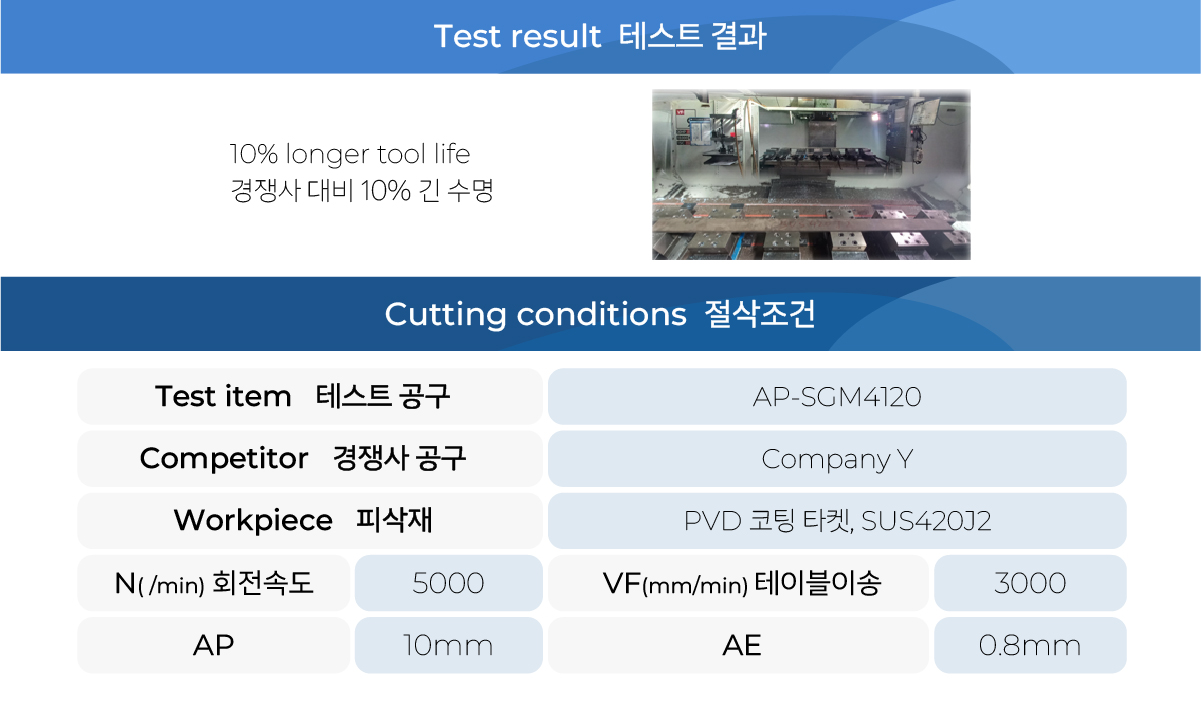 Test result 테스트 결과
10% longer tool life
경쟁사 대비 10% 긴 수명
Cutting conditions 절삭조건
Test item 테스트 공구 AP-SGM4120
Competitor 경쟁사 공구 Company Y
Workpiece 피삭재 PVD 코팅 타켓, SUS420J2
N( /min) 회전속도 5000 VF(mm/min) 테이블이송 3000
AP 10mm AE 0.8mm